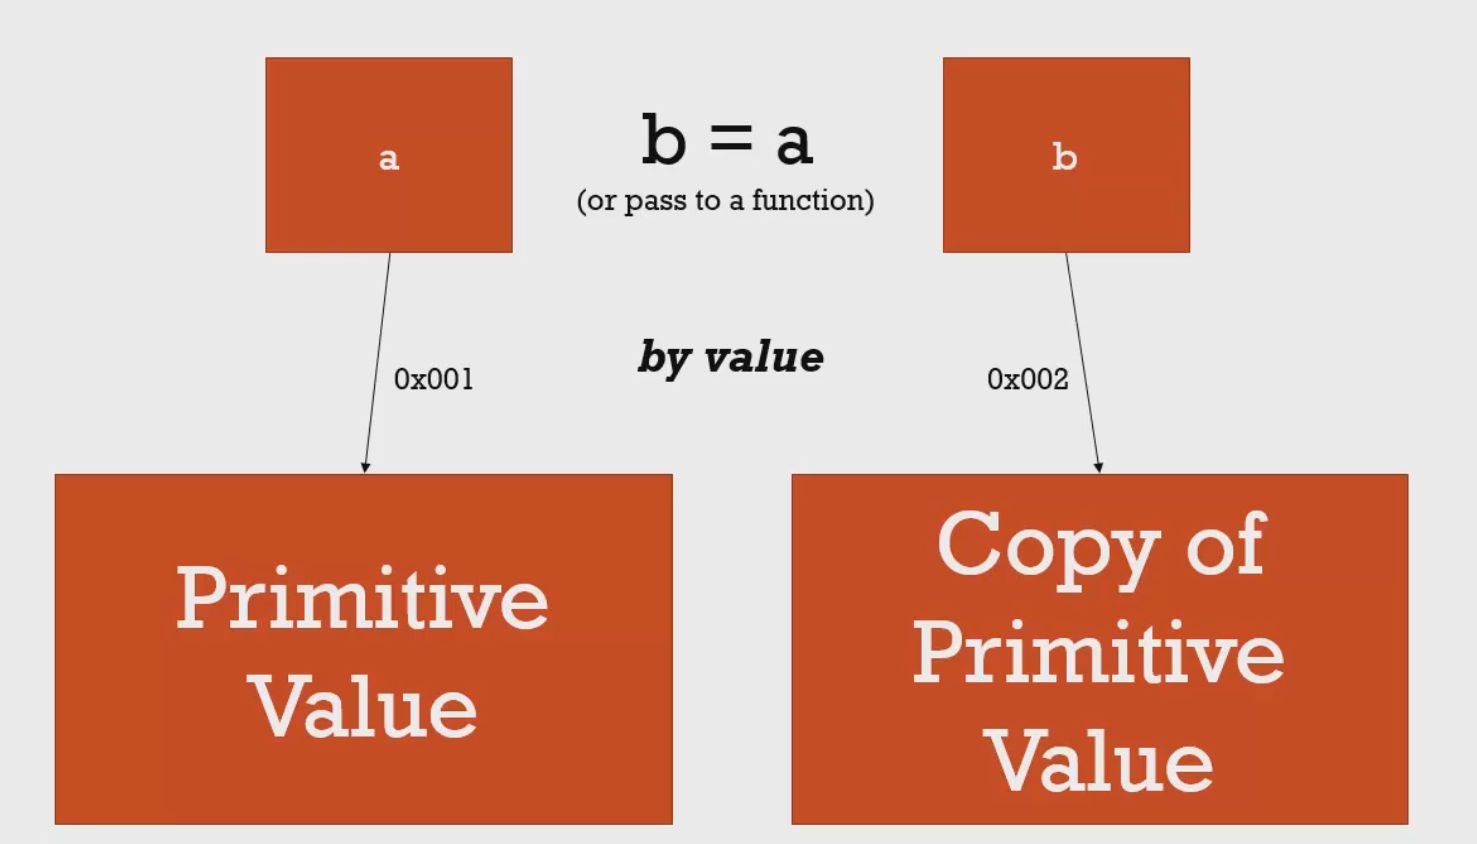 a
b = a
(or pass to a function)
b
by value
0x001
0x002
Primitive
Value
Copy of
Primitive
Value